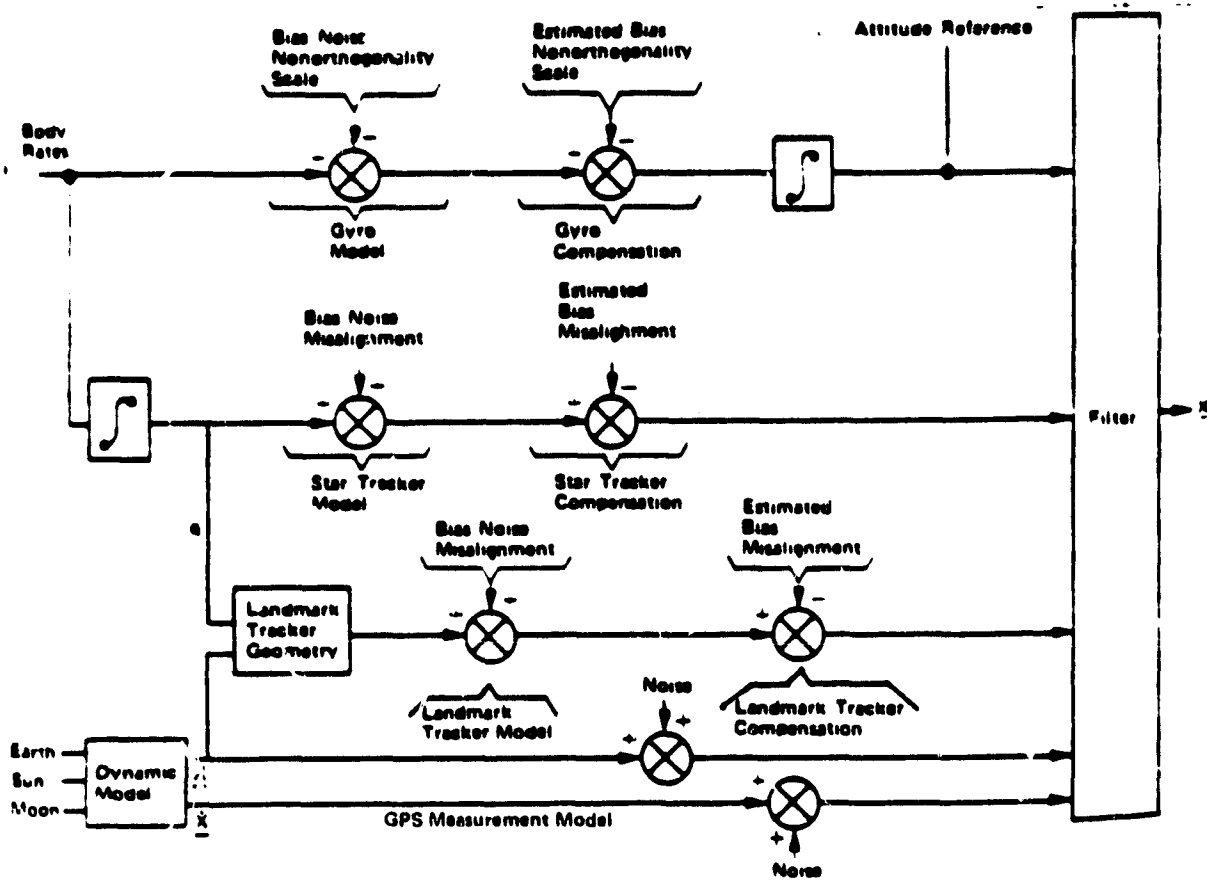 Bias Noise
Nonorthogonality
Scale
Estimated Bias
Nonorthogonality
Scale
Attitude Reference
Body
Rates
Gyro
Model
Gyro
Compensation
Bias Noise
Misalignment
Estimated
Bias
Misalignment
Filter
x
Star Tracker
Model
Star Tracker
Compensation
Bias Noise
Misalignment
Estimated
Bias
Misalignment
Landmark
Tracker
Geometry
Landmark
Tracker Model
Noise
Landmark Tracker
Compensation
Earth
Sun
Moon
Dynamic
Model
ẋ
GPS Measurement Model
Noise